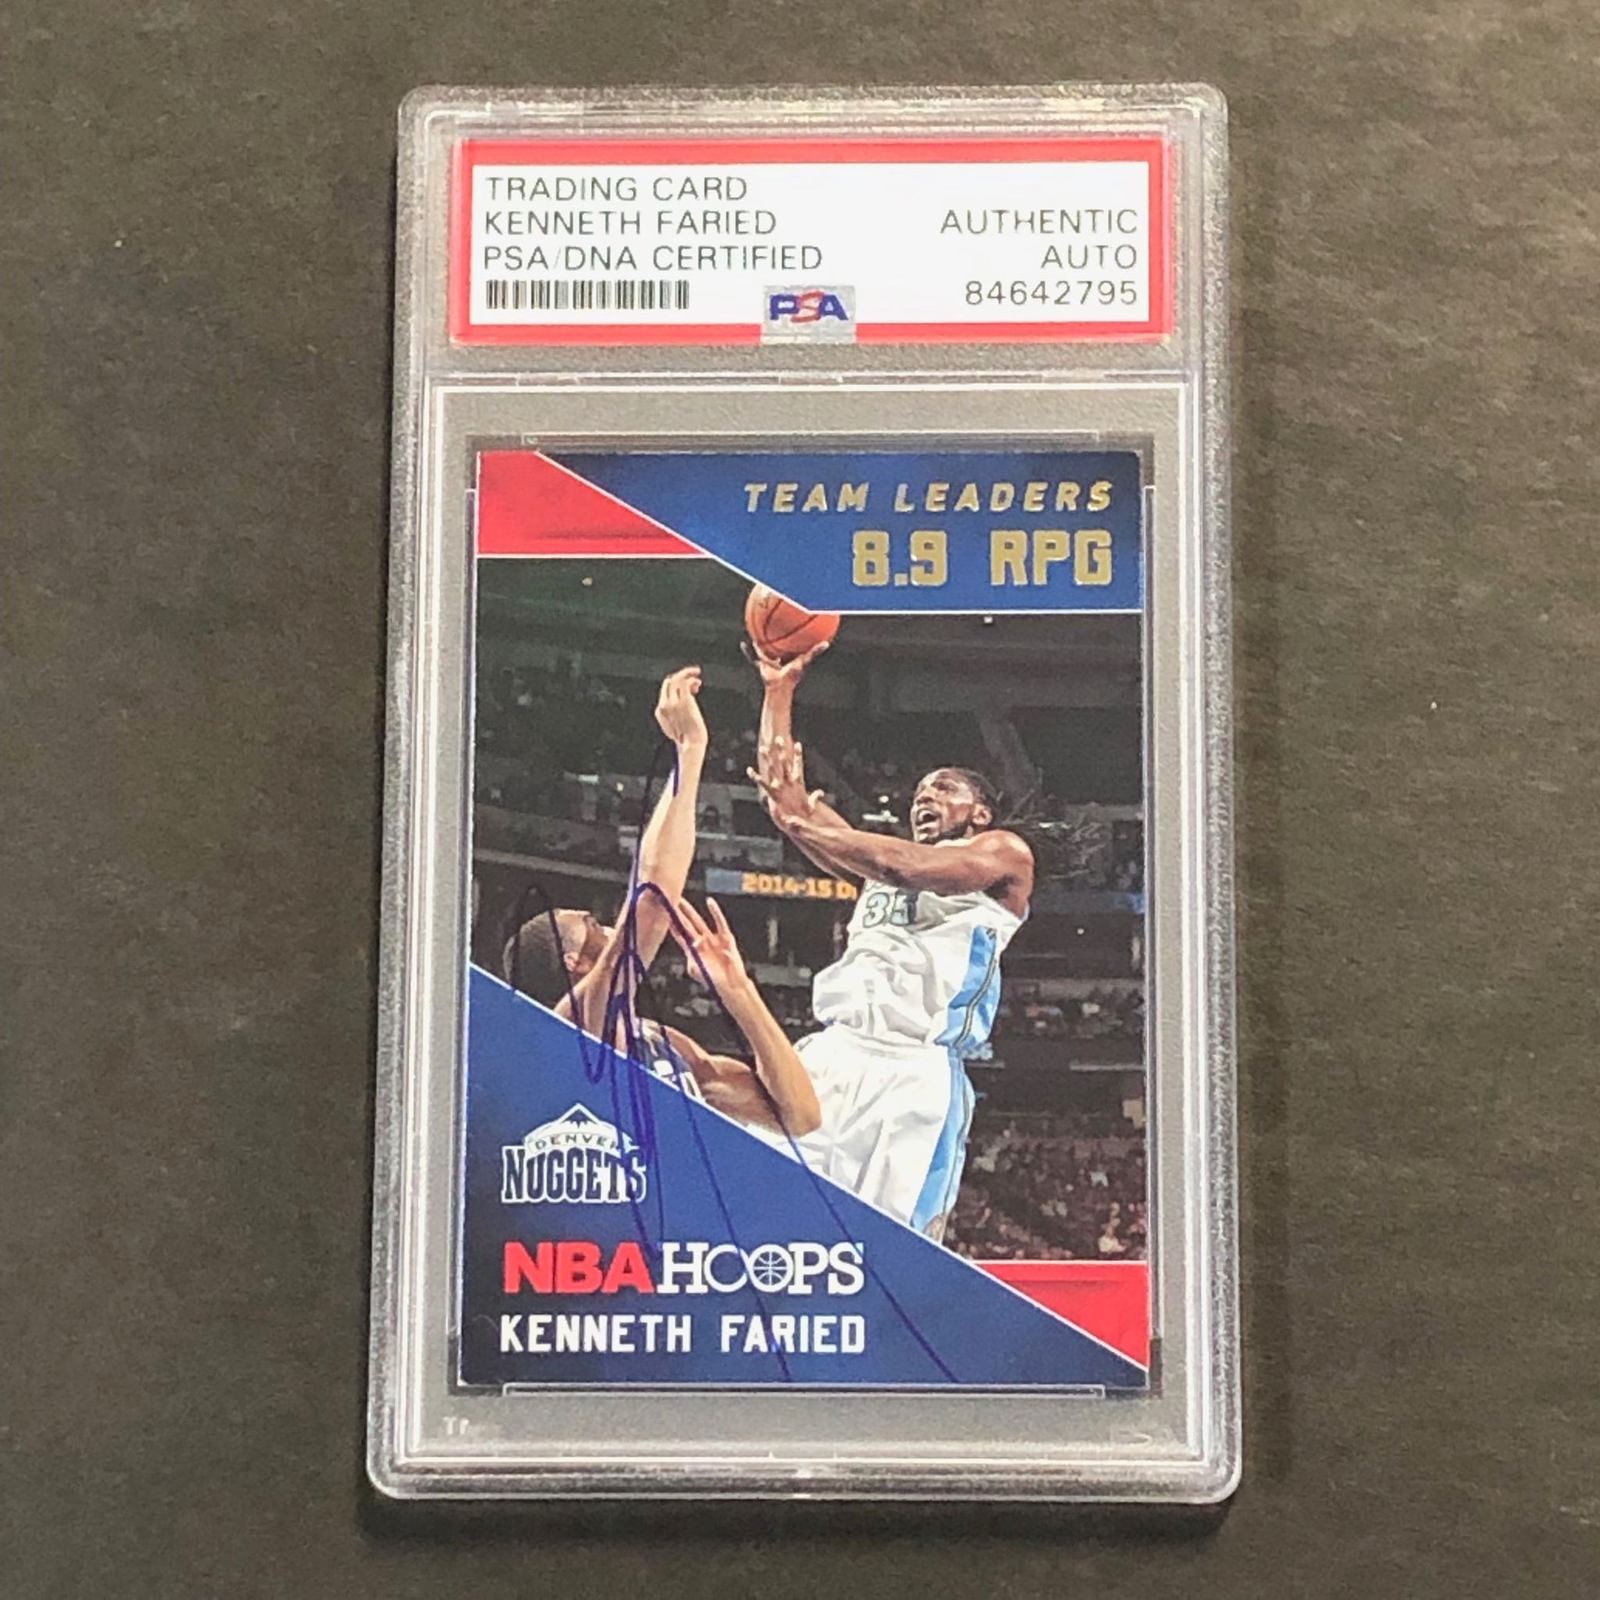 TRADING CARD
KENNETH FARIED
PSA/DNA CERTIFIED
AUTHENTIC
AUTO
84642795
PSA
TEAM LEADERS
8.9 RPG
2014-15 D
35
DENVER
NUGGETS
NBA HOOPS
KENNETH FARIED